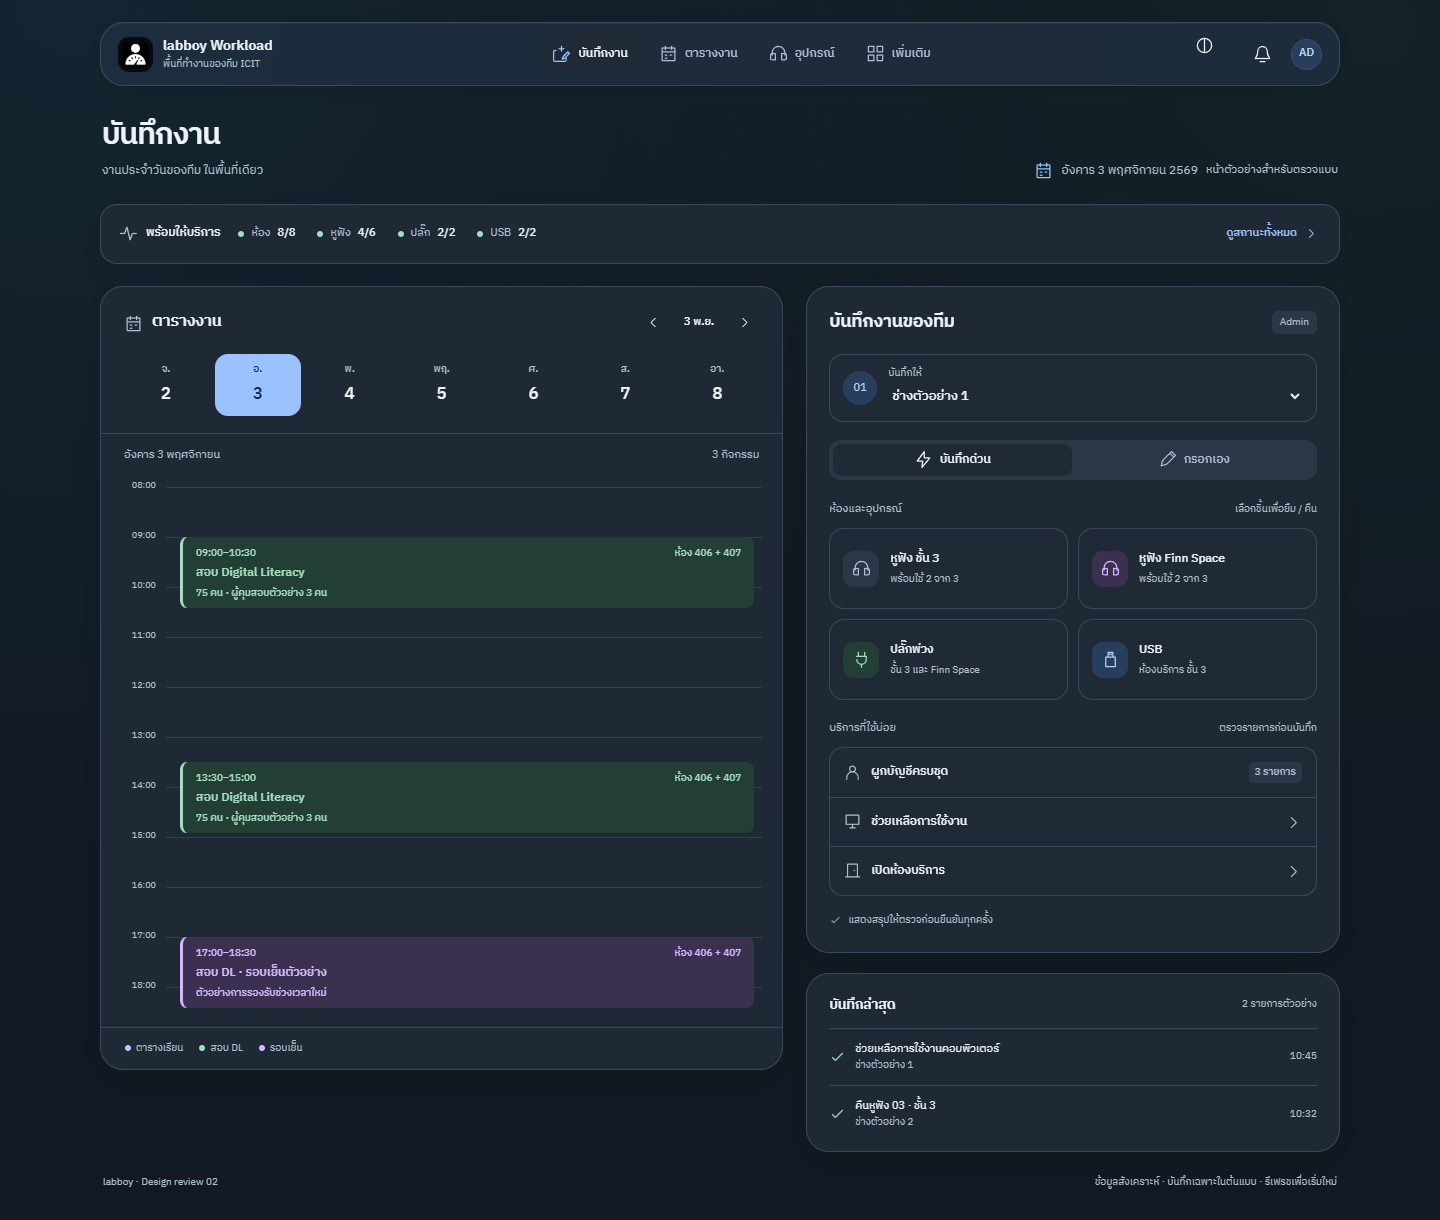 labboy Workload
พื้นที่ทำงานของทีม ICIT
บันทึกงาน
ตารางงาน
อุปกรณ์
เพิ่มเติม
AD
บันทึกงาน
งานประจำวันของทีม ในพื้นที่เดียว
อังคาร 3 พฤศจิกายน 2569 หน้าตัวอย่างสำหรับตรวจแบบ
พร้อมให้บริการ
ห้อง 8/8
หูฟัง 4/6
ปลั๊ก 2/2
USB 2/2
ดูสถานะทั้งหมด
ตารางงาน
3 พ.ย.
จ. 2
อ. 3
พ. 4
พฤ. 5
ศ. 6
ส. 7
อา. 8
อังคาร 3 พฤศจิกายน
3 กิจกรรม
08:00
09:00
09:00–10:30 ห้อง 406 + 407
สอบ Digital Literacy
10:00
75 คน · ผู้คุมสอบตัวอย่าง 3 คน
11:00
12:00
13:00
13:30–15:00 ห้อง 406 + 407
14:00
สอบ Digital Literacy
75 คน · ผู้คุมสอบตัวอย่าง 3 คน
15:00
16:00
17:00
17:00–18:30 ห้อง 406 + 407
สอบ DL · รอบเย็นตัวอย่าง
18:00
ตัวอย่างการรองรับช่วงเวลาใหม่
ตารางเรียน
สอบ DL
รอบเย็น
บันทึกงานของทีม
Admin
01
บันทึกให้
ช่างตัวอย่าง 1
บันทึกด่วน
กรอกเอง
ห้องและอุปกรณ์
เลือกชิ้นเพื่อยืม / คืน
หูฟัง ชั้น 3
พร้อมใช้ 2 จาก 3
หูฟัง Finn Space
พร้อมใช้ 2 จาก 3
ปลั๊กพ่วง
ชั้น 3 และ Finn Space
USB
ห้องบริการ ชั้น 3
บริการที่ใช้บ่อย
ตรวจรายการก่อนบันทึก
ผูกบัญชีครบชุด
3 รายการ
ช่วยเหลือการใช้งาน
เปิดห้องบริการ
แสดงสรุปให้ตรวจก่อนยืนยันทุกครั้ง
บันทึกล่าสุด
2 รายการตัวอย่าง
ช่วยเหลือการใช้งานคอมพิวเตอร์
ช่างตัวอย่าง 1
10:45
คืนหูฟัง 03 · ชั้น 3
ช่างตัวอย่าง 2
10:32
labboy · Design review 02
ข้อมูลสังเคราะห์ · บันทึกเฉพาะในต้นแบบ · รีเฟรชเพื่อเริ่มใหม่